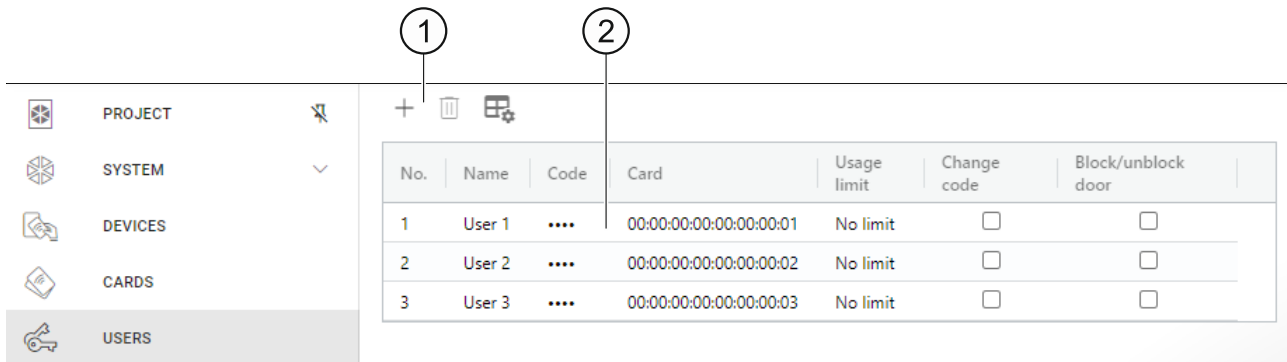 1 2
PROJECT
SYSTEM
DEVICES
CARDS
USERS
No. Name Code Card Usage limit Change code Block/unblock door
1 User 1 •••• 00:00:00:00:00:00:00:01 No limit
2 User 2 •••• 00:00:00:00:00:00:00:02 No limit
3 User 3 •••• 00:00:00:00:00:00:00:03 No limit